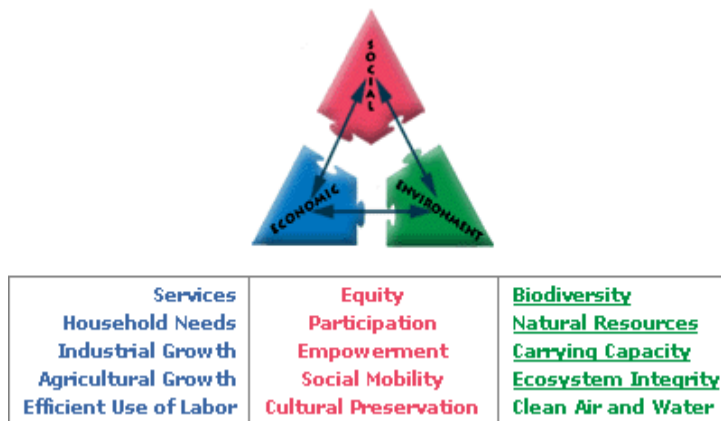 SOCIAL
ECONOMIC
ENVIRONMENT
Services
Household Needs
Industrial Growth
Agricultural Growth
Efficient Use of Labor
Equity
Participation
Empowerment
Social Mobility
Cultural Preservation
Biodiversity
Natural Resources
Carrying Capacity
Ecosystem Integrity
Clean Air and Water